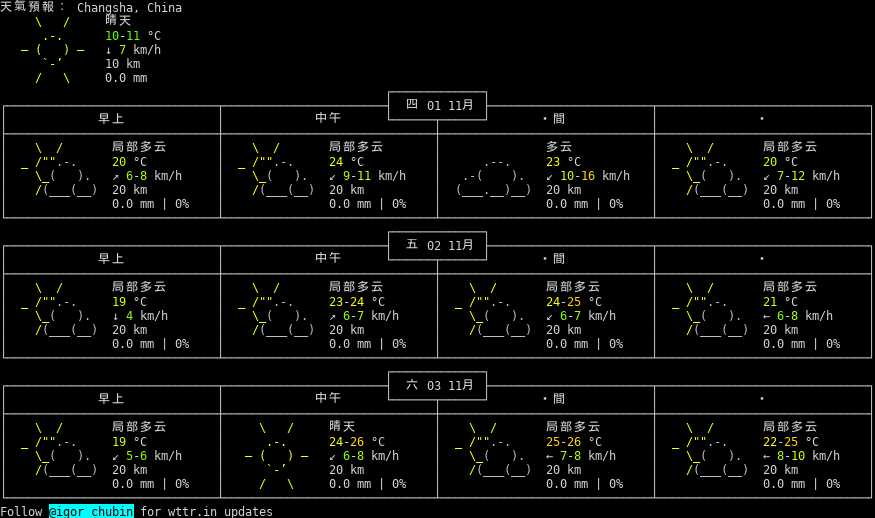 天氣預報： Changsha, China
晴天
10-11 °C
↓ 7 km/h
10 km
0.0 mm
四 01 11月
早上 中午 ·間 ·
局部多云 局部多云 多云 局部多云
20 °C 24 °C 23 °C 20 °C
↗ 6-8 km/h ↙ 9-11 km/h ↙ 10-16 km/h ↙ 7-12 km/h
20 km 20 km 20 km 20 km
0.0 mm | 0% 0.0 mm | 0% 0.0 mm | 0% 0.0 mm | 0%
五 02 11月
早上 中午 ·間 ·
局部多云 局部多云 局部多云 局部多云
19 °C 23-24 °C 24-25 °C 21 °C
↓ 4 km/h ↗ 6-7 km/h ↙ 6-7 km/h ← 6-8 km/h
20 km 20 km 20 km 20 km
0.0 mm | 0% 0.0 mm | 0% 0.0 mm | 0% 0.0 mm | 0%
六 03 11月
早上 中午 ·間 ·
局部多云 晴天 局部多云 局部多云
19 °C 24-26 °C 25-26 °C 22-25 °C
↙ 5-6 km/h ↙ 6-8 km/h ← 7-8 km/h ← 8-10 km/h
20 km 20 km 20 km 20 km
0.0 mm | 0% 0.0 mm | 0% 0.0 mm | 0% 0.0 mm | 0%
Follow @igor_chubin for wttr.in updates